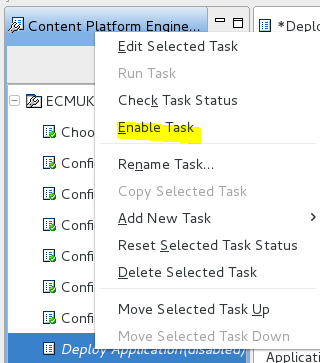 Content Platform Engine...
*Deplo
Edit Selected Task
Run Task
Check Task Status
ECMUK
Enable Task
Choo
Confi
Rename Task...
Confi
Copy Selected Task
Confi
Add New Task
Confi
Reset Selected Task Status
Confi
Delete Selected Task
Confi
Move Selected Task Up
Move Selected Task Down
Deploy Application(disabled)
Application